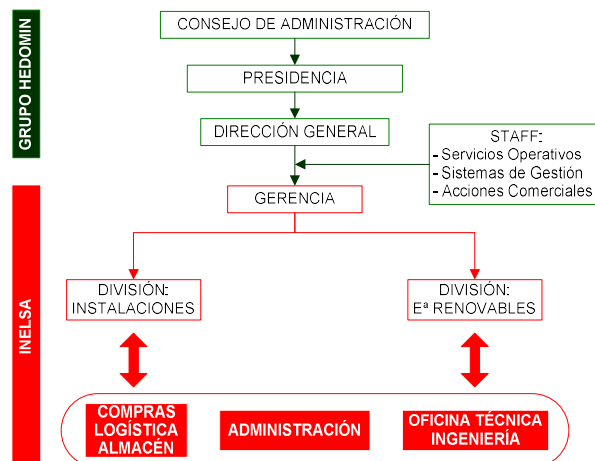 GRUPO HEDOMIN
CONSEJO DE ADMINISTRACIÓN
PRESIDENCIA
DIRECCIÓN GENERAL
STAFF:
- Servicios Operativos
- Sistemas de Gestión
- Acciones Comerciales
INELSA
GERENCIA
DIVISIÓN:
INSTALACIONES
DIVISIÓN:
Eª RENOVABLES
COMPRAS
LOGÍSTICA
ALMACÉN
ADMINISTRACIÓN
OFICINA TÉCNICA
INGENIERÍA